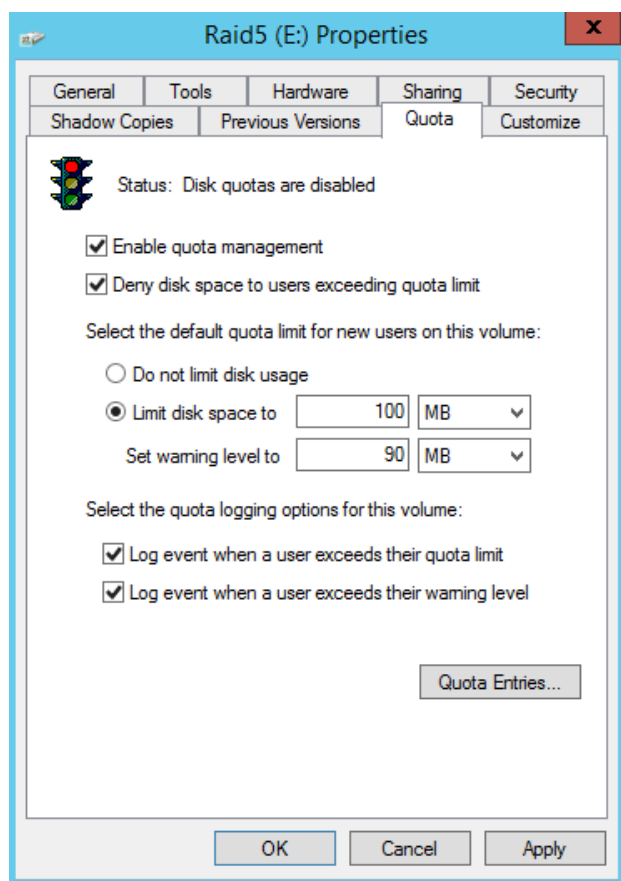 Raid5 (E:) Properties
x
General Tools Hardware Sharing Security
Shadow Copies Previous Versions Quota Customize
Status: Disk quotas are disabled
Enable quota management
Deny disk space to users exceeding quota limit
Select the default quota limit for new users on this volume:
Do not limit disk usage
Limit disk space to 100 MB
Set warning level to 90 MB
Select the quota logging options for this volume:
Log event when a user exceeds their quota limit
Log event when a user exceeds their warning level
Quota Entries...
OK Cancel Apply